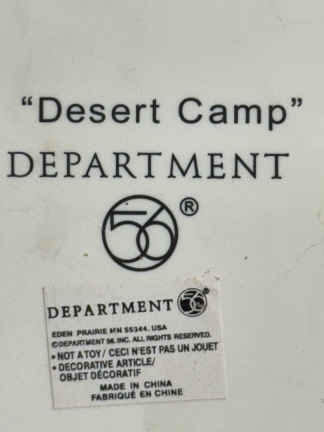 "Desert Camp"
DEPARTMENT
56®
DEPARTMENT 56
EDEN PRAIRIE MN 55344, USA
©DEPARTMENT 56, INC. ALL RIGHTS RESERVED.
• NOT A TOY/ CECI N'EST PAS UN JOUET
• DECORATIVE ARTICLE/
OBJET DÉCORATIF
MADE IN CHINA
FABRIQUÉ EN CHINE